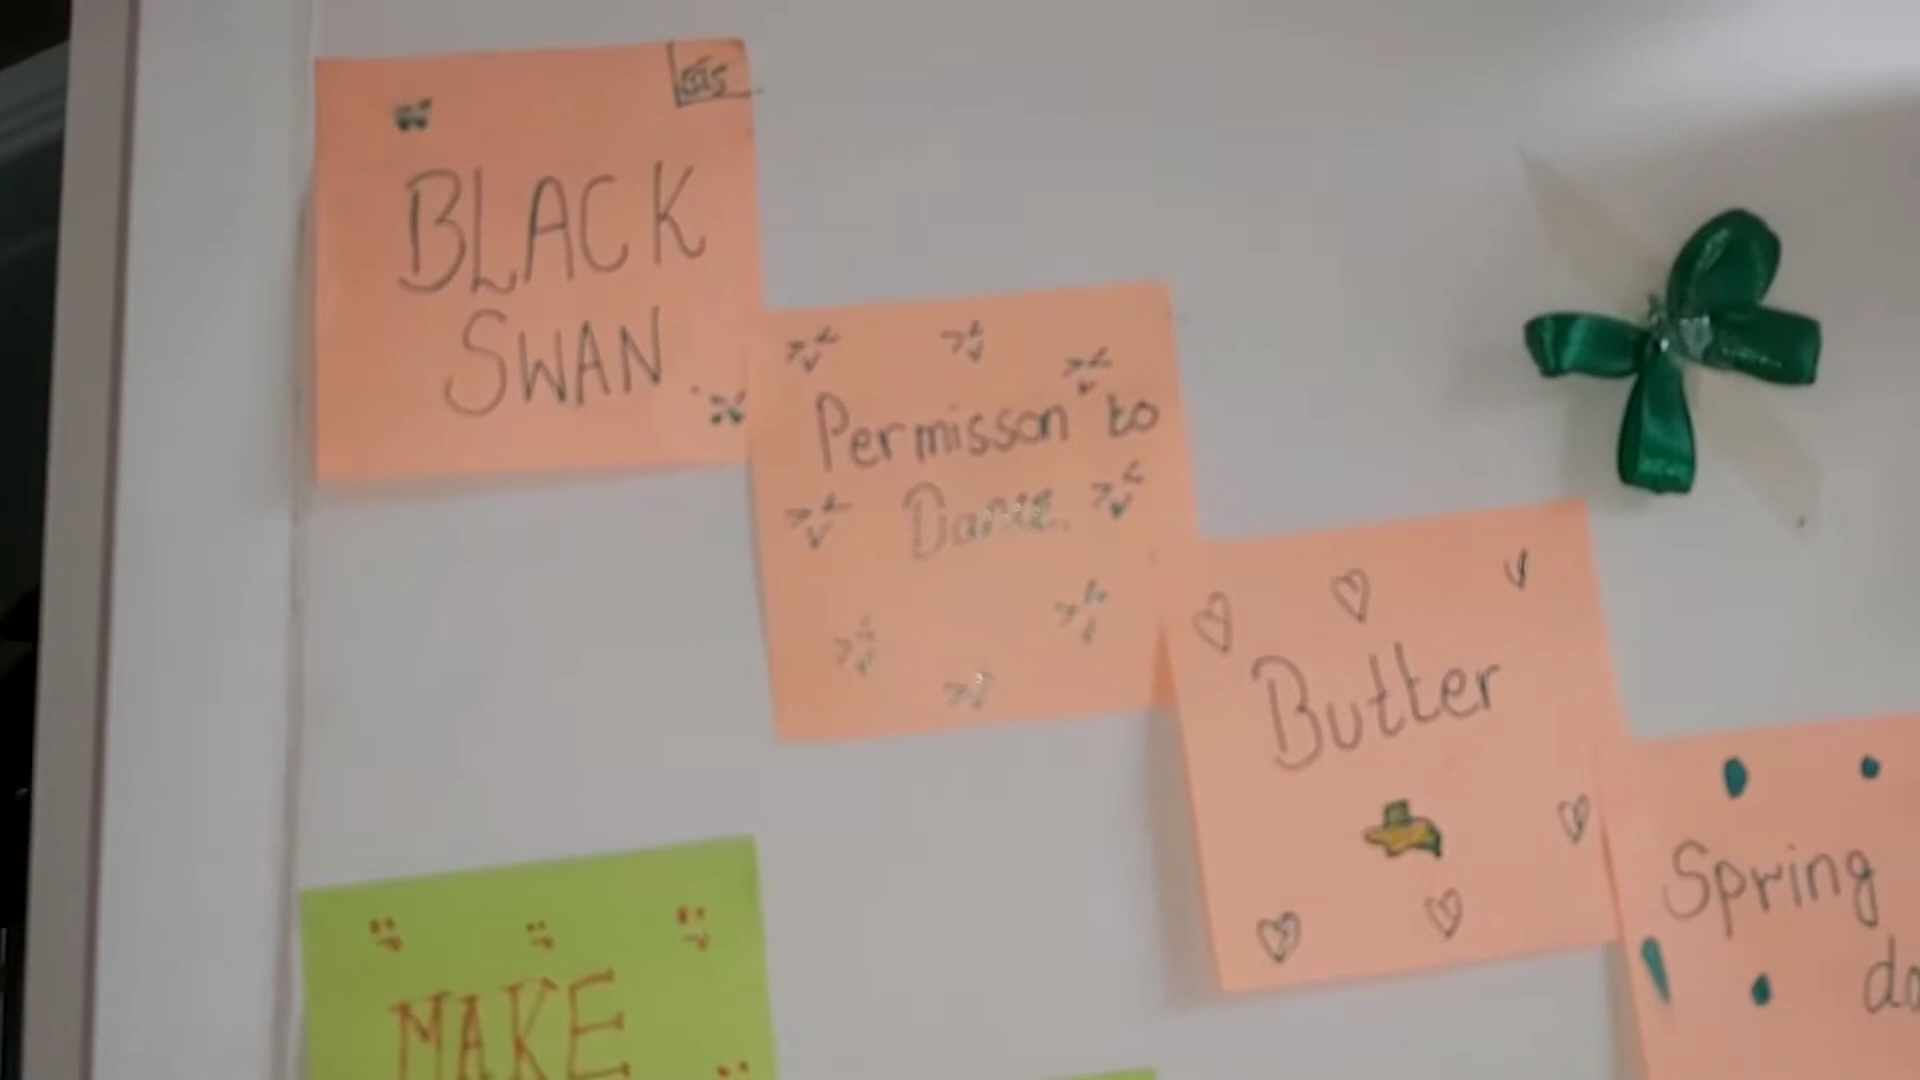 BLACK
SWAN
Permisson to
Dance
Butter
Spring
MAKE